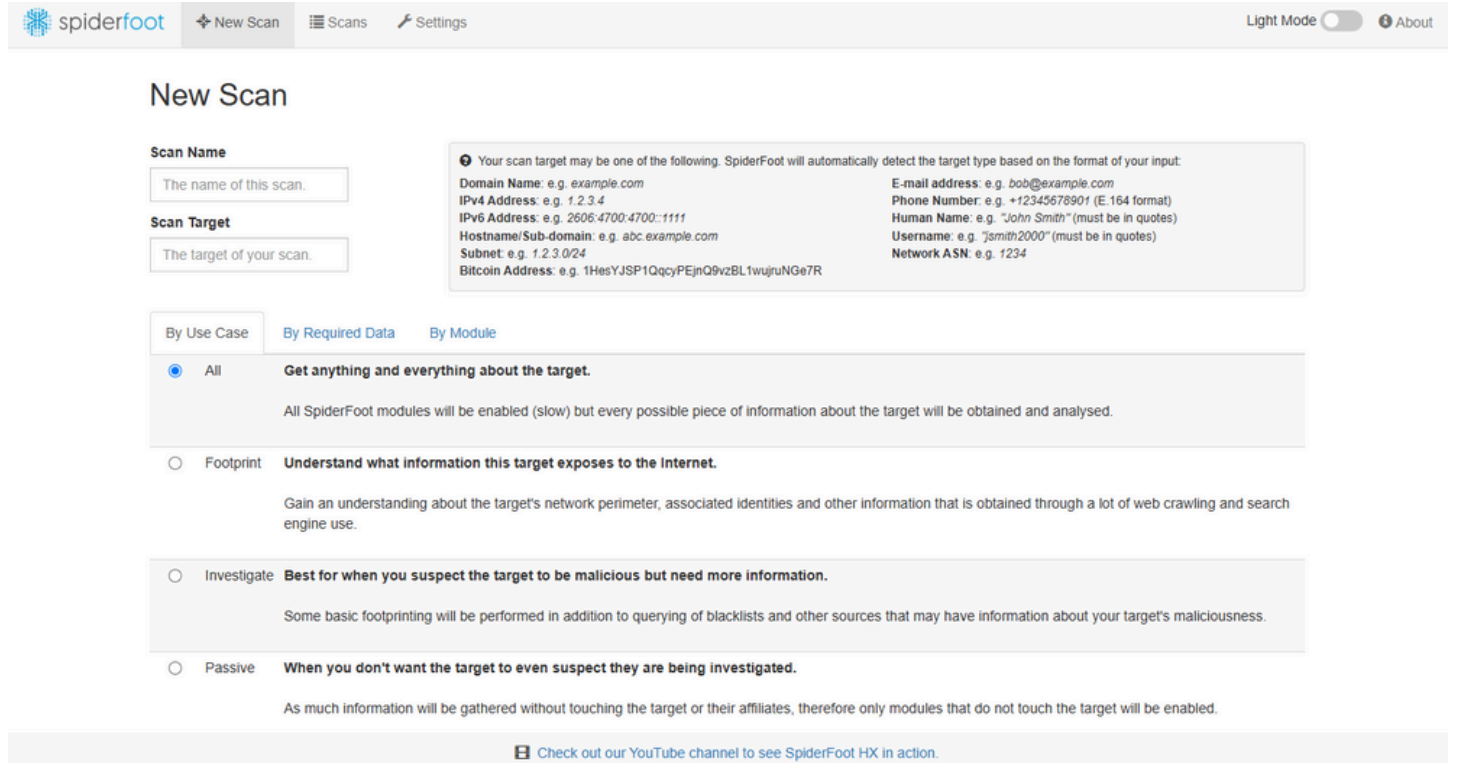 spiderfoot New Scan Scans Settings Light Mode About
New Scan
Scan Name
The name of this scan.
Scan Target
The target of your scan.
Your scan target may be one of the following. SpiderFoot will automatically detect the target type based on the format of your input:
Domain Name: e.g. example.com
IPv4 Address: e.g. 1.2.3.4
IPv6 Address: e.g. 2606:4700:4700::1111
Hostname/Sub-domain: e.g. abc.example.com
Subnet: e.g. 1.2.3.0/24
Bitcoin Address: e.g. 1HesYJSP1QqcyPEjnQ9vzBL1wujruNGe7R
E-mail address: e.g. bob@example.com
Phone Number: e.g. +12345678901 (E.164 format)
Human Name: e.g. "John Smith" (must be in quotes)
Username: e.g. "jsmith2000" (must be in quotes)
Network ASN: e.g. 1234
By Use Case By Required Data By Module
All Get anything and everything about the target.
All SpiderFoot modules will be enabled (slow) but every possible piece of information about the target will be obtained and analysed.
Footprint Understand what information this target exposes to the Internet.
Gain an understanding about the target's network perimeter, associated identities and other information that is obtained through a lot of web crawling and search
engine use.
Investigate Best for when you suspect the target to be malicious but need more information.
Some basic footprinting will be performed in addition to querying of blacklists and other sources that may have information about your target's maliciousness.
Passive When you don't want the target to even suspect they are being investigated.
As much information will be gathered without touching the target or their affiliates, therefore only modules that do not touch the target will be enabled.
Check out our YouTube channel to see SpiderFoot HX in action.